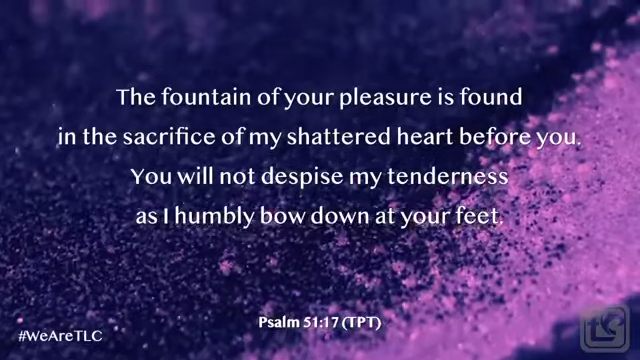 The fountain of your pleasure is found
in the sacrifice of my shattered heart before you.
You will not despise my tenderness
as I humbly bow down at your feet.
Psalm 51:17 (TPT)
#WeAreTLC